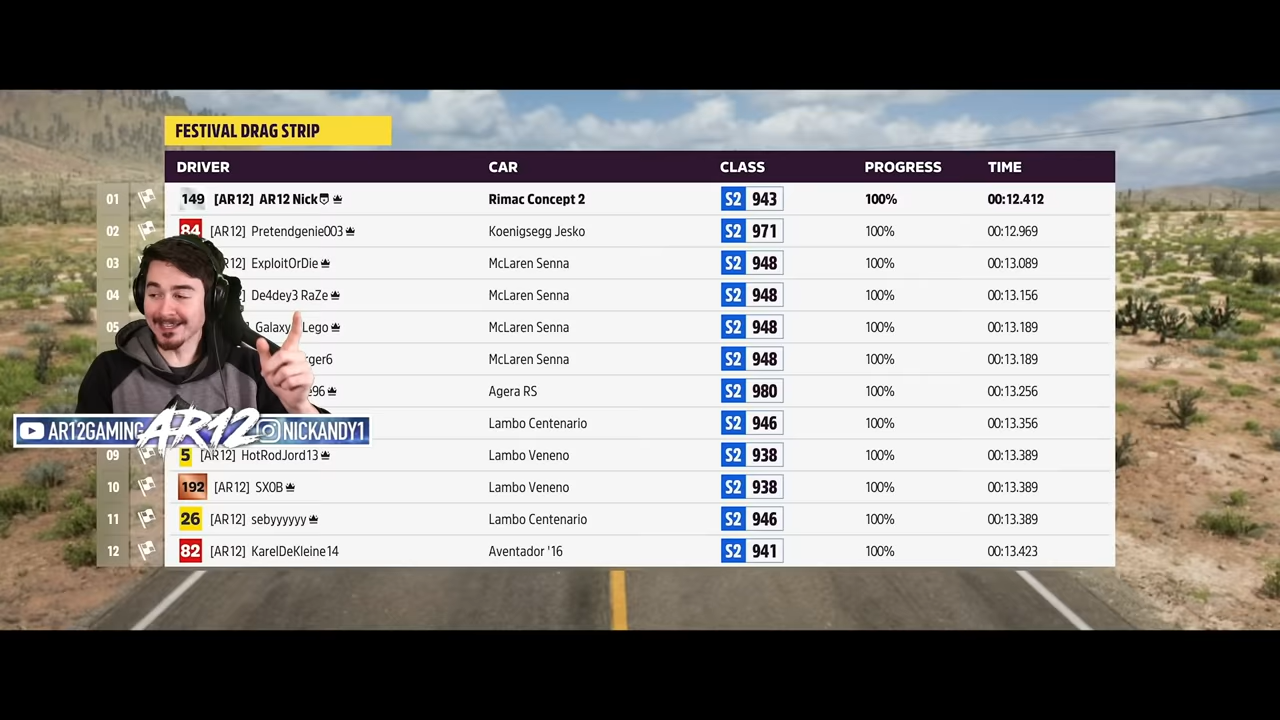 FESTIVAL DRAG STRIP
DRIVER CAR CLASS PROGRESS TIME
01 149 [AR12] AR12 Nick Rimac Concept 2 S2 943 100% 00:12.412
02 84 [AR12] Pretendgenie003 Koenigsegg Jesko S2 971 100% 00:12.969
03 ExploitOrDie McLaren Senna S2 948 100% 00:13.089
04 De4dey3 RaZe McLaren Senna S2 948 100% 00:13.156
05 Galaxy Lego McLaren Senna S2 948 100% 00:13.189
McLaren Senna S2 948 100% 00:13.189
Agera RS S2 980 100% 00:13.256
Lambo Centenario S2 946 100% 00:13.356
AR12GAMING AR12 NICKANDY1
09 5 [AR12] HotRodJord13 Lambo Veneno S2 938 100% 00:13.389
10 192 [AR12] SXOB Lambo Veneno S2 938 100% 00:13.389
11 26 [AR12] sebyyyyyy Lambo Centenario S2 946 100% 00:13.389
12 82 [AR12] KarelDeKleine14 Aventador '16 S2 941 100% 00:13.423